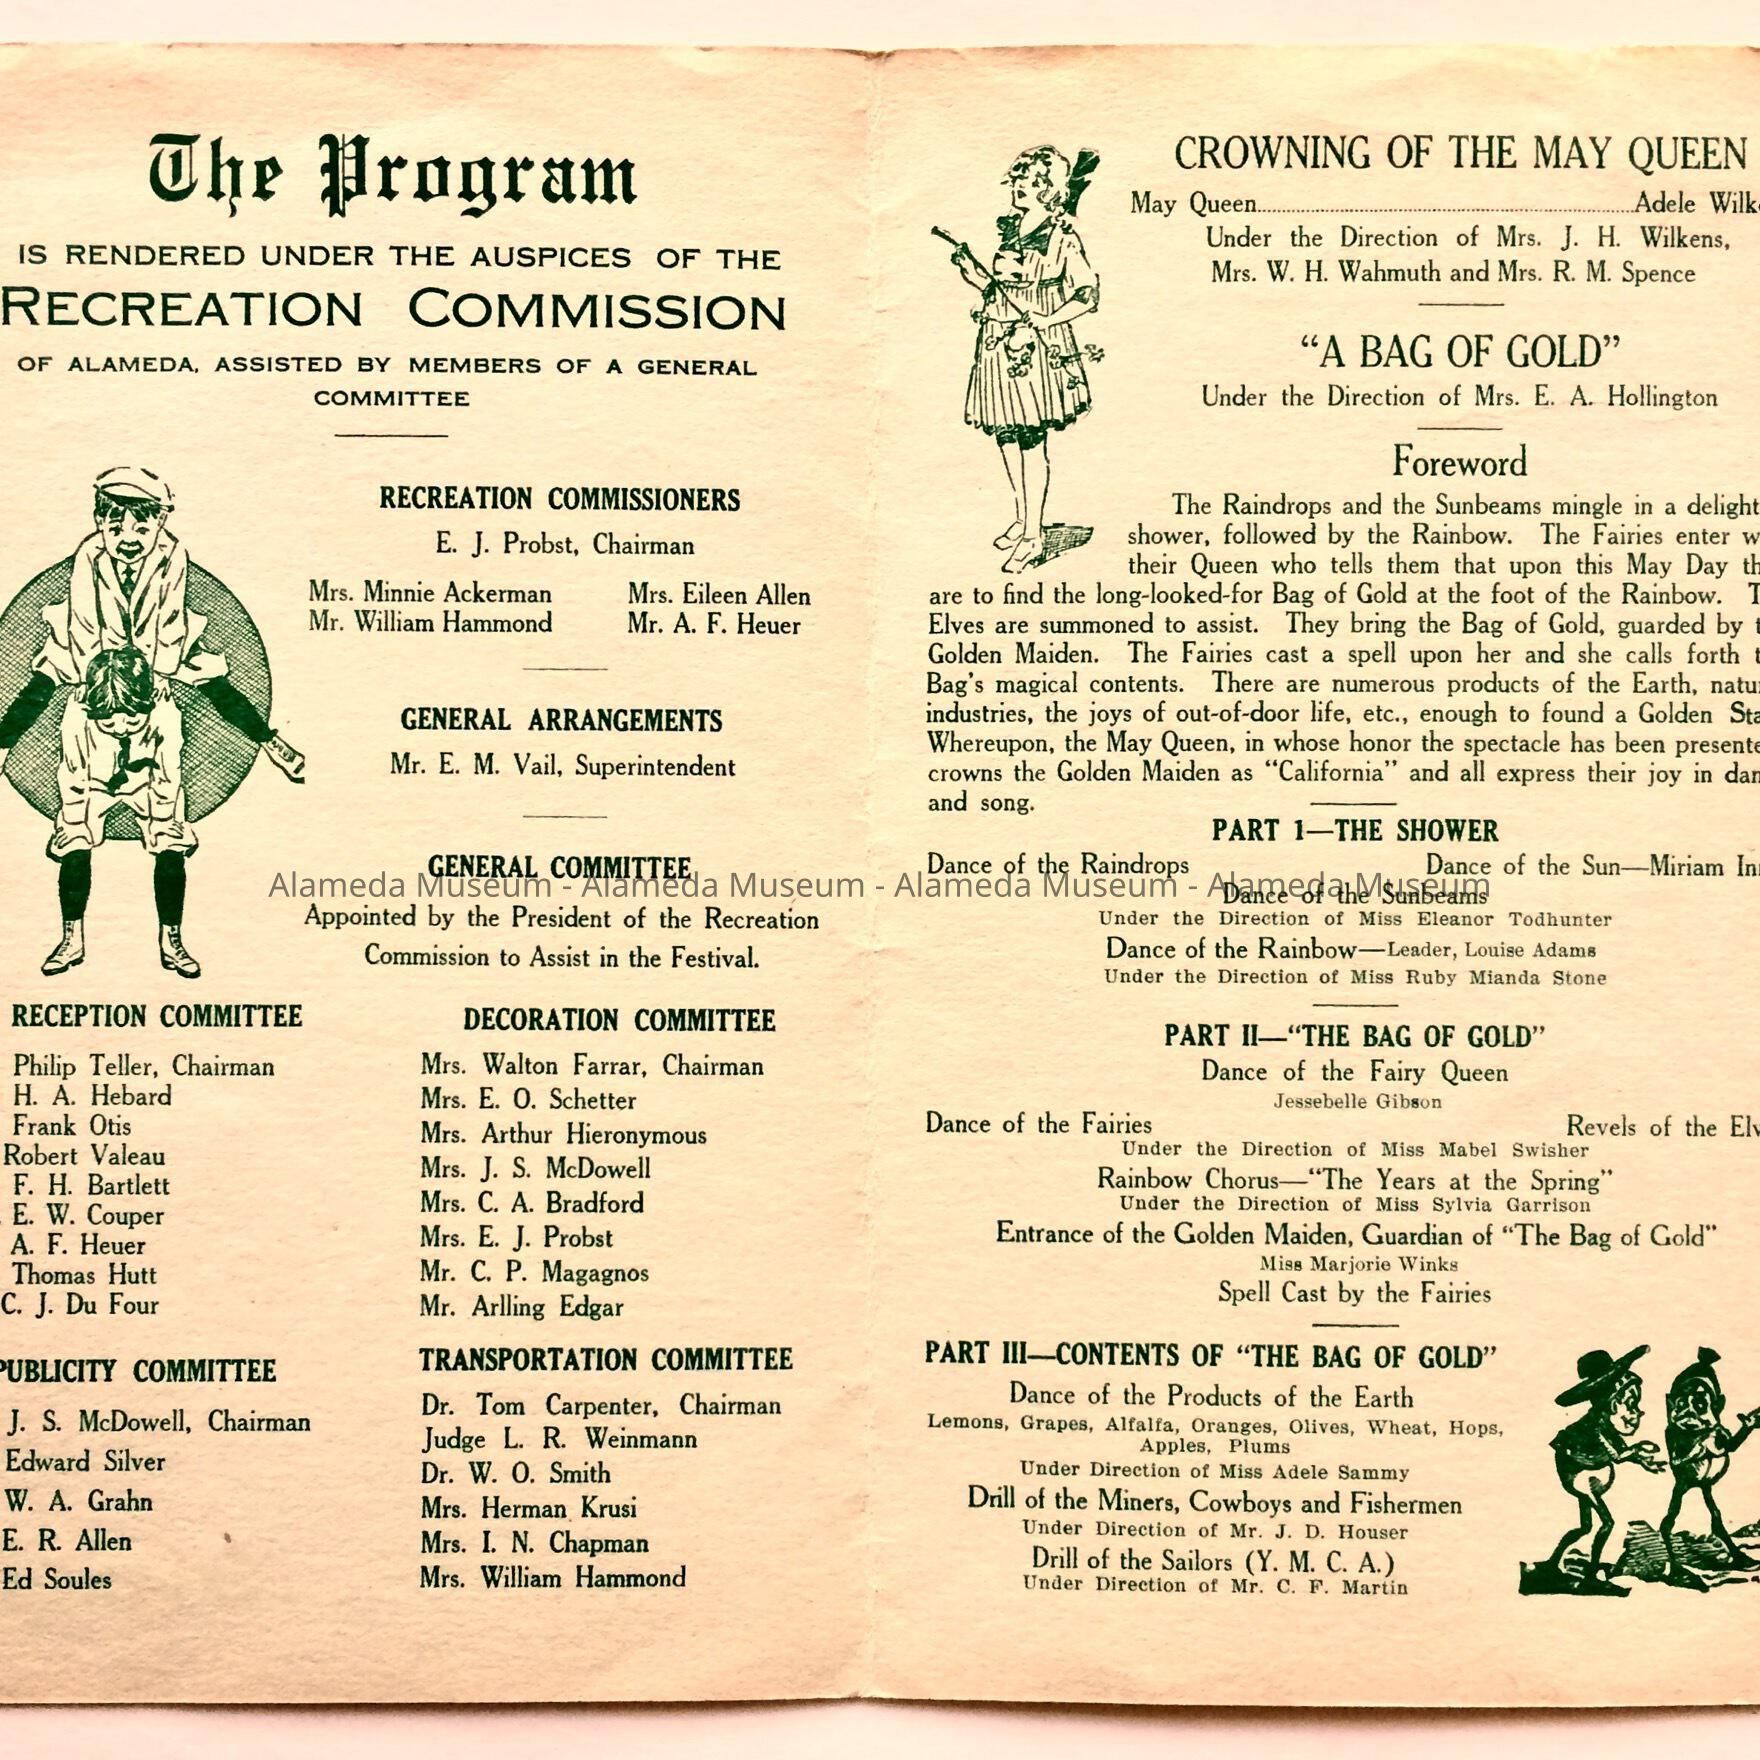 The Program
IS RENDERED UNDER THE AUSPICES OF THE
RECREATION COMMISSION
OF ALAMEDA, ASSISTED BY MEMBERS OF A GENERAL
COMMITTEE
RECREATION COMMISSIONERS
E. J. Probst, Chairman
Mrs. Minnie Ackerman Mrs. Eileen Allen
Mr. William Hammond Mr. A. F. Heuer
GENERAL ARRANGEMENTS
Mr. E. M. Vail, Superintendent
GENERAL COMMITTEE
Appointed by the President of the Recreation
Commission to Assist in the Festival.
RECEPTION COMMITTEE
Philip Teller, Chairman
H. A. Hebard
Frank Otis
Robert Valeau
F. H. Bartlett
E. W. Couper
A. F. Heuer
Thomas Hutt
C. J. Du Four
PUBLICITY COMMITTEE
J. S. McDowell, Chairman
Edward Silver
W. A. Grahn
E. R. Allen
Ed Soules
DECORATION COMMITTEE
Mrs. Walton Farrar, Chairman
Mrs. E. O. Schetter
Mrs. Arthur Hieronymous
Mrs. J. S. McDowell
Mrs. C. A. Bradford
Mrs. E. J. Probst
Mr. C. P. Magagnos
Mr. Arlling Edgar
TRANSPORTATION COMMITTEE
Dr. Tom Carpenter, Chairman
Judge L. R. Weinmann
Dr. W. O. Smith
Mrs. Herman Krusi
Mrs. I. N. Chapman
Mrs. William Hammond
CROWNING OF THE MAY QUEEN
May Queen Adele
Under the Direction of Mrs. J. H. Wilkens,
Mrs. W. H. Wahmuth and Mrs. R. M. Spence
"A BAG OF GOLD"
Under the Direction of Mrs. E. A. Hollington
Foreword
The Raindrops and the Sunbeams mingle in a
shower, followed by the Rainbow. The Fairies enter
their Queen who tells them that upon this May Day
are to find the long-looked-for Bag of Gold at the foot of the Rainbow.
Elves are summoned to assist. They bring the Bag of Gold, guarded by
Golden Maiden. The Fairies cast a spell upon her and she calls forth
Bag's magical contents. There are numerous products of the Earth,
industries, the joys of out-of-door life, etc., enough to found a Golden
Whereupon, the May Queen, in whose honor the spectacle has been
crowns the Golden Maiden as "California" and all express their joy in
and song.
PART I—THE SHOWER
Dance of the Raindrops Dance of the Sun—Miriam
Dance of the Sunbeams
Alameda Museum - Alameda Museum - Alameda Museum - Alameda Museum
Under the Direction of Miss Eleanor Todhunter
Dance of the Rainbow—Leader, Louise Adams
Under the Direction of Miss Ruby Mianda Stone
PART II—"THE BAG OF GOLD"
Dance of the Fairy Queen
Jessebelle Gibson
Dance of the Fairies Revels of the
Under the Direction of Miss Mabel Swisher
Rainbow Chorus—"The Years at the Spring"
Under the Direction of Miss Sylvia Garrison
Entrance of the Golden Maiden, Guardian of "The Bag of Gold"
Miss Marjorie Winks
Spell Cast by the Fairies
PART III—CONTENTS OF "THE BAG OF GOLD"
Dance of the Products of the Earth
Lemons, Grapes, Alfalfa, Oranges, Olives, Wheat, Hops,
Apples, Plums
Under Direction of Miss Adele Sammy
Drill of the Miners, Cowboys and Fishermen
Under Direction of Mr. J. D. Houser
Drill of the Sailors (Y. M. C. A.)
Under Direction of Mr. C. F. Martin